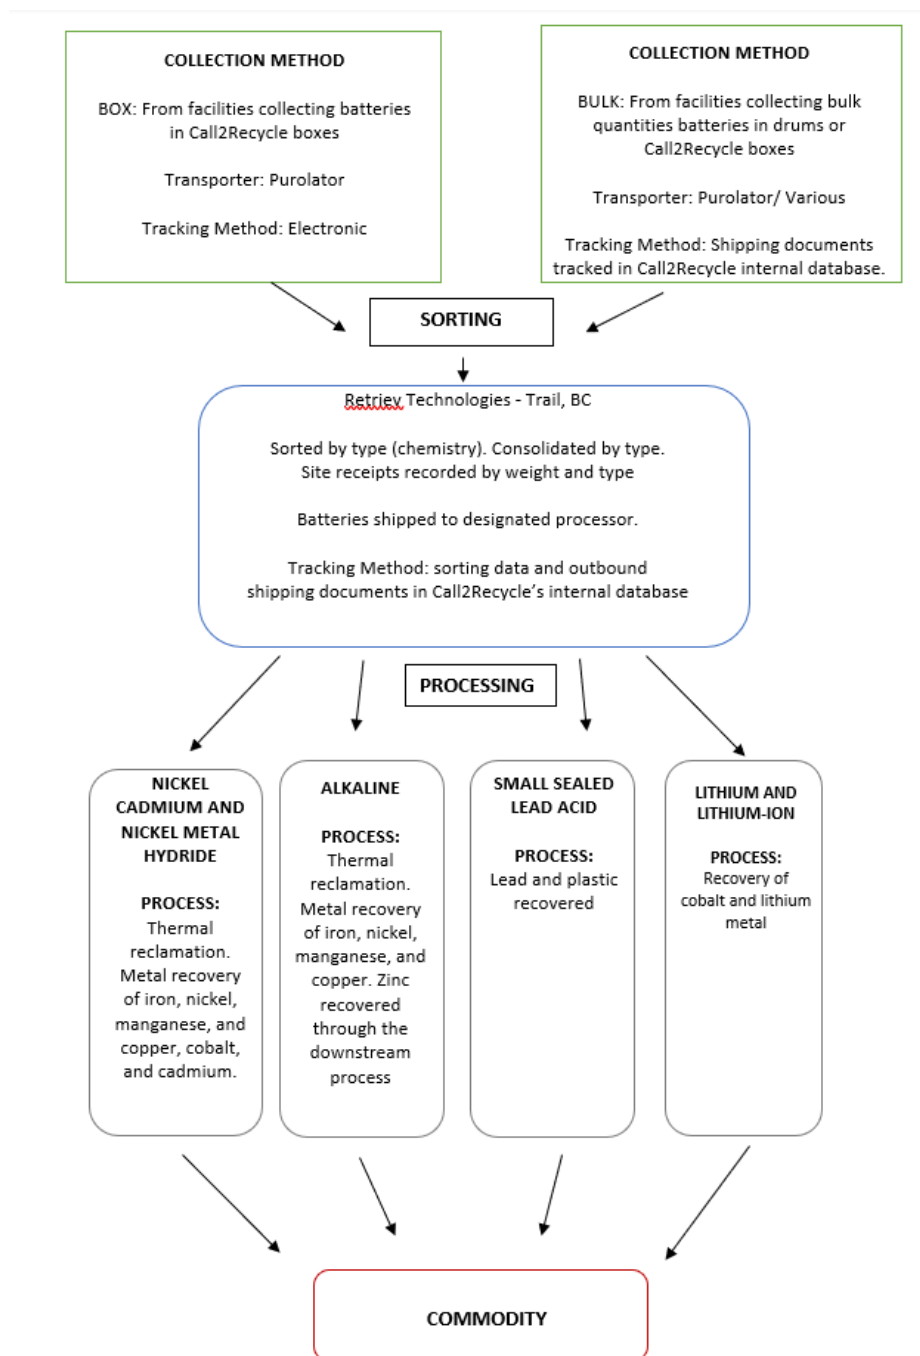 COLLECTION METHOD
BOX: From facilities collecting batteries
in Call2Recycle boxes
Transporter: Purolator
Tracking Method: Electronic
COLLECTION METHOD
BULK: From facilities collecting bulk
quantities batteries in drums or
Call2Recycle boxes
Transporter: Purolator/ Various
Tracking Method: Shipping documents
tracked in Call2Recycle internal database.
SORTING
Retriev Technologies - Trail, BC
Sorted by type (chemistry). Consolidated by type.
Site receipts recorded by weight and type
Batteries shipped to designated processor.
Tracking Method: sorting data and outbound
shipping documents in Call2Recycle's internal database
PROCESSING
NICKEL
CADMIUM AND
NICKEL METAL
HYDRIDE
PROCESS:
Thermal
reclamation.
Metal recovery
of iron, nickel,
manganese, and
copper, cobalt,
and cadmium.
ALKALINE
PROCESS:
Thermal
reclamation.
Metal recovery
of iron, nickel,
manganese, and
copper. Zinc
recovered
through the
downstream
process
SMALL SEALED
LEAD ACID
PROCESS:
Lead and plastic
recovered
LITHIUM AND
LITHIUM-ION
PROCESS:
Recovery of
cobalt and lithium
metal
COMMODITY